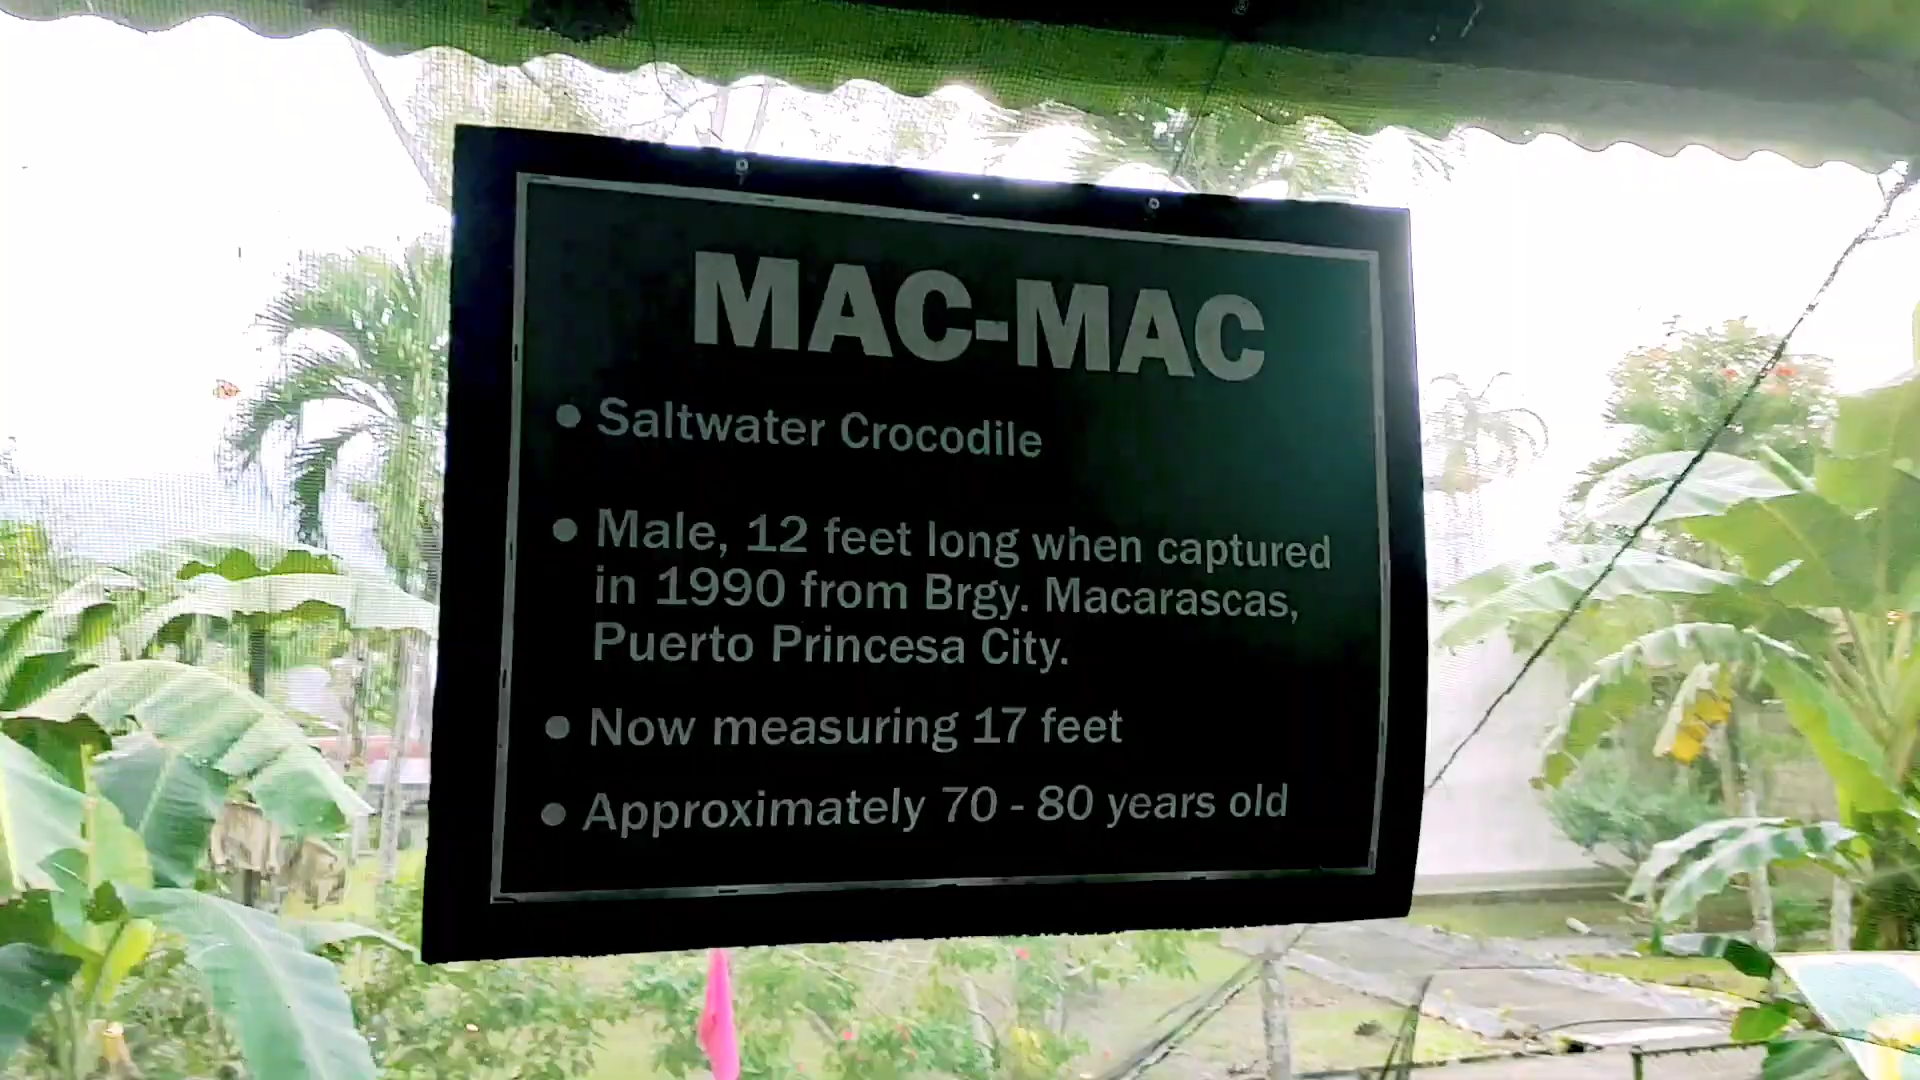 MAC-MAC
• Saltwater Crocodile
• Male, 12 feet long when captured
in 1990 from Brgy. Macarascas,
Puerto Princesa City.
• Now measuring 17 feet
• Approximately 70 - 80 years old